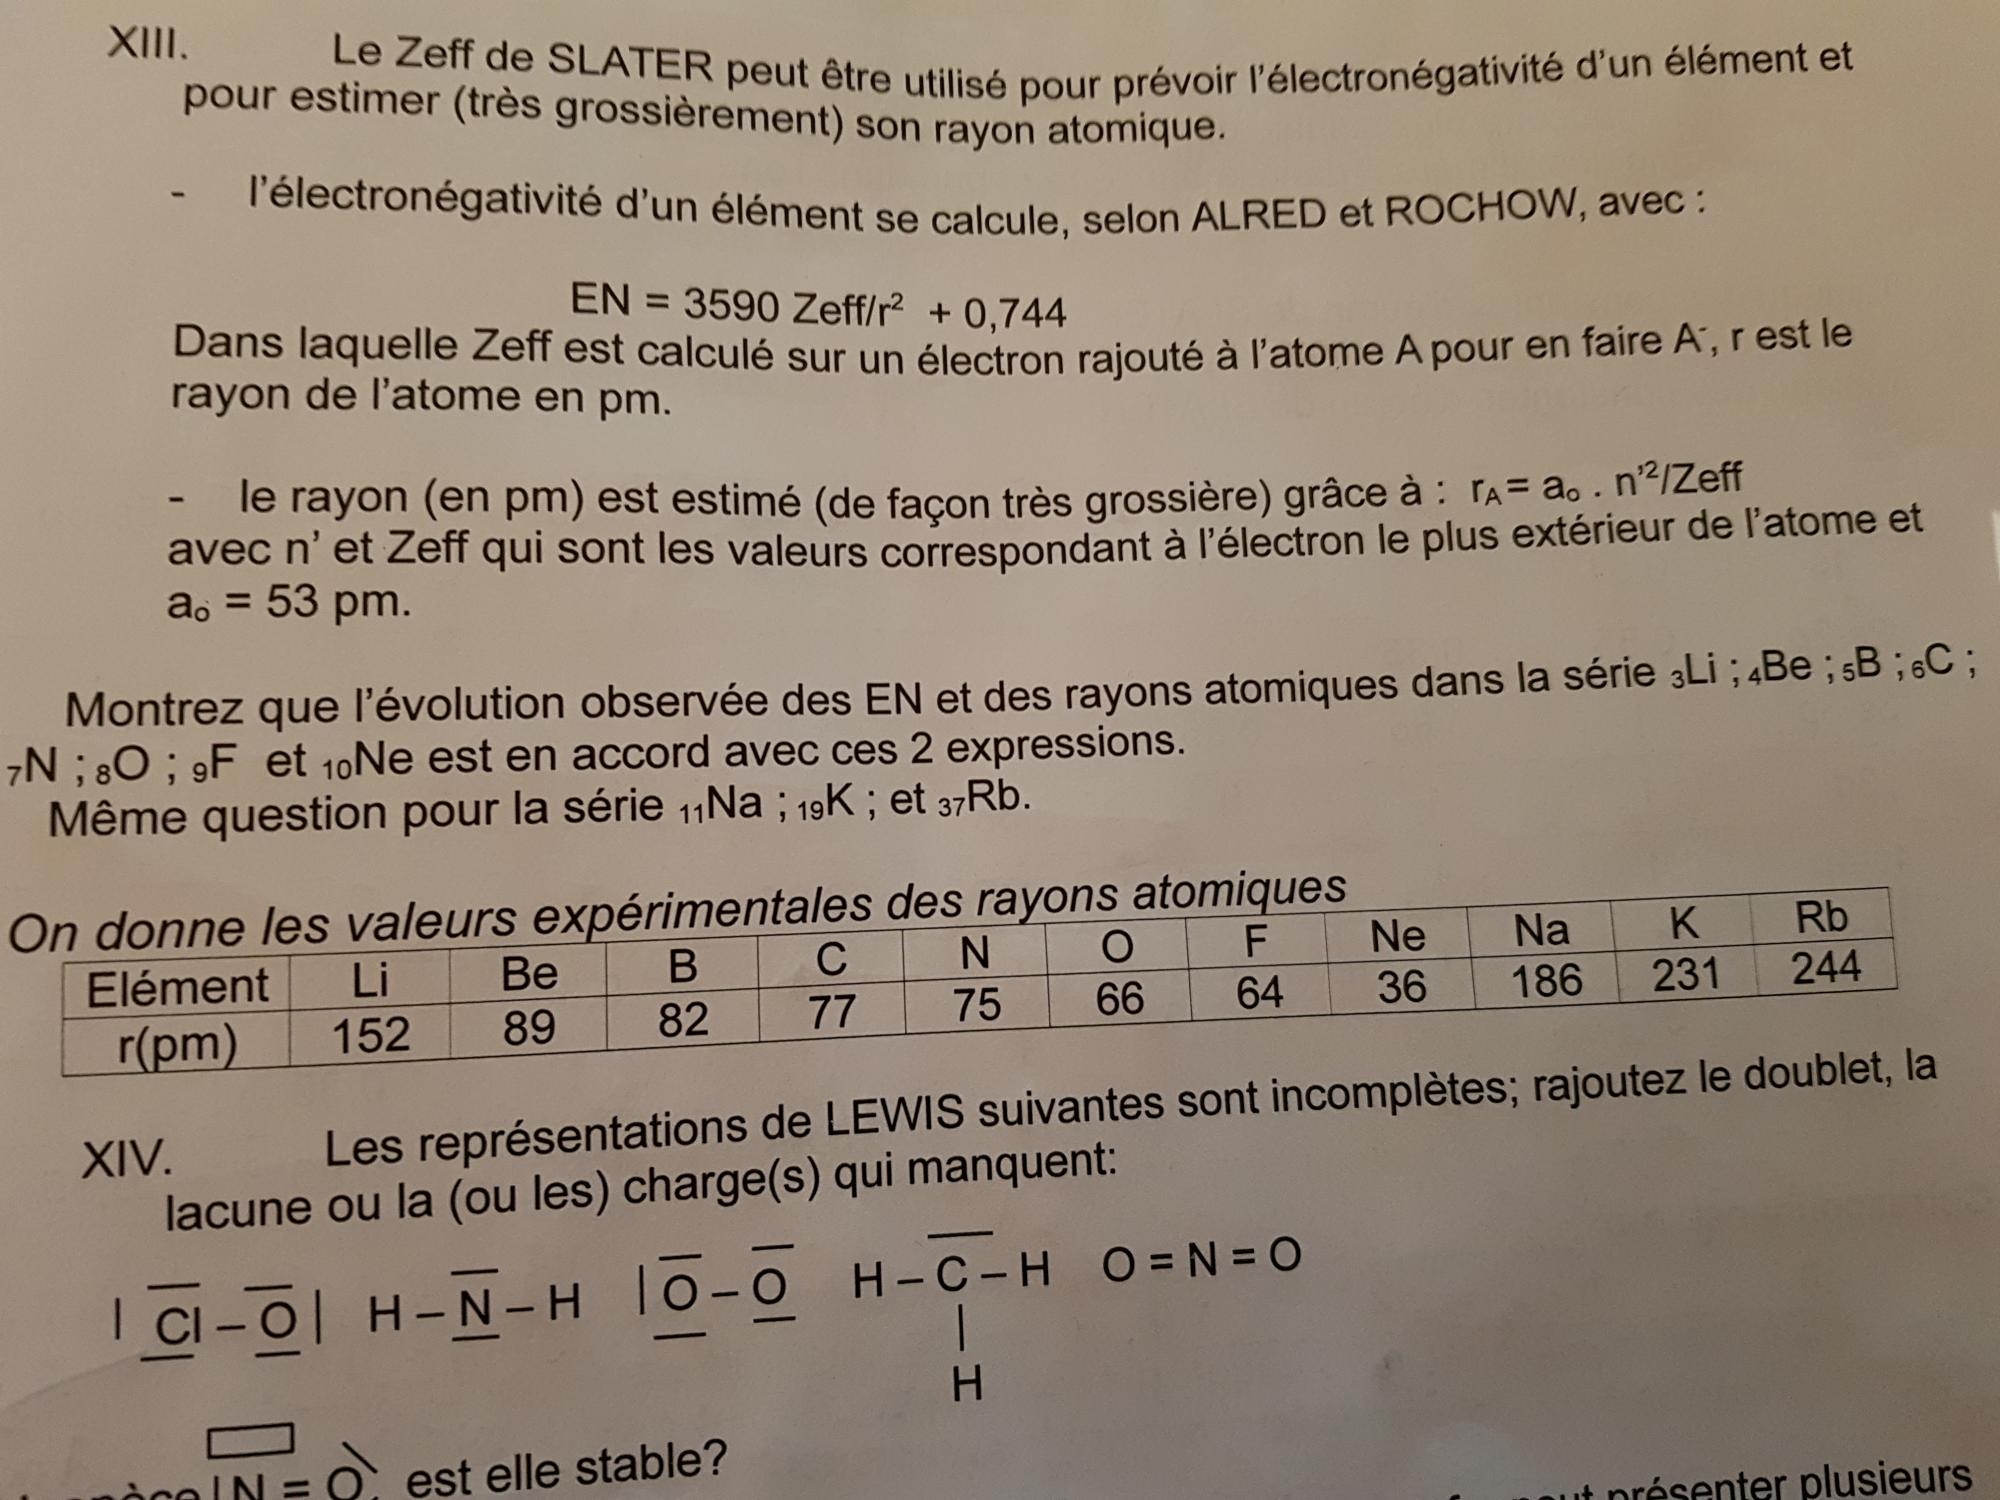 XIII. Le Zeff de SLATER peut être utilisé pour prévoir l'électronégativité d'un élément et
pour estimer (très grossièrement) son rayon atomique.
- l'électronégativité d'un élément se calcule, selon ALRED et ROCHOW, avec :
EN = 3590 Zeff/r² + 0,744
Dans laquelle Zeff est calculé sur un électron rajouté à l'atome A pour en faire A⁻, r est le
rayon de l'atome en pm.
- le rayon (en pm) est estimé (de façon très grossière) grâce à : rA = ao . n'²/Zeff
avec n' et Zeff qui sont les valeurs correspondant à l'électron le plus extérieur de l'atome et
ao = 53 pm.
Montrez que l'évolution observée des EN et des rayons atomiques dans la série ₃Li ; ₄Be ; ₅B ; ₆C ;
₇N ; ₈O ; ₉F et ₁₀Ne est en accord avec ces 2 expressions.
Même question pour la série ₁₁Na ; ₁₉K ; et ₃₇Rb.
On donne les valeurs expérimentales des rayons atomiques
Elément Li Be B C N O F Ne Na K Rb
r(pm) 152 89 82 77 75 66 64 36 186 231 244
XIV. Les représentations de LEWIS suivantes sont incomplètes; rajoutez le doublet, la
lacune ou la (ou les) charge(s) qui manquent:
| Cl – O | H – N – H | O – O H – C – H O = N = O
|
H
| N = O est elle stable?
présenter plusieurs